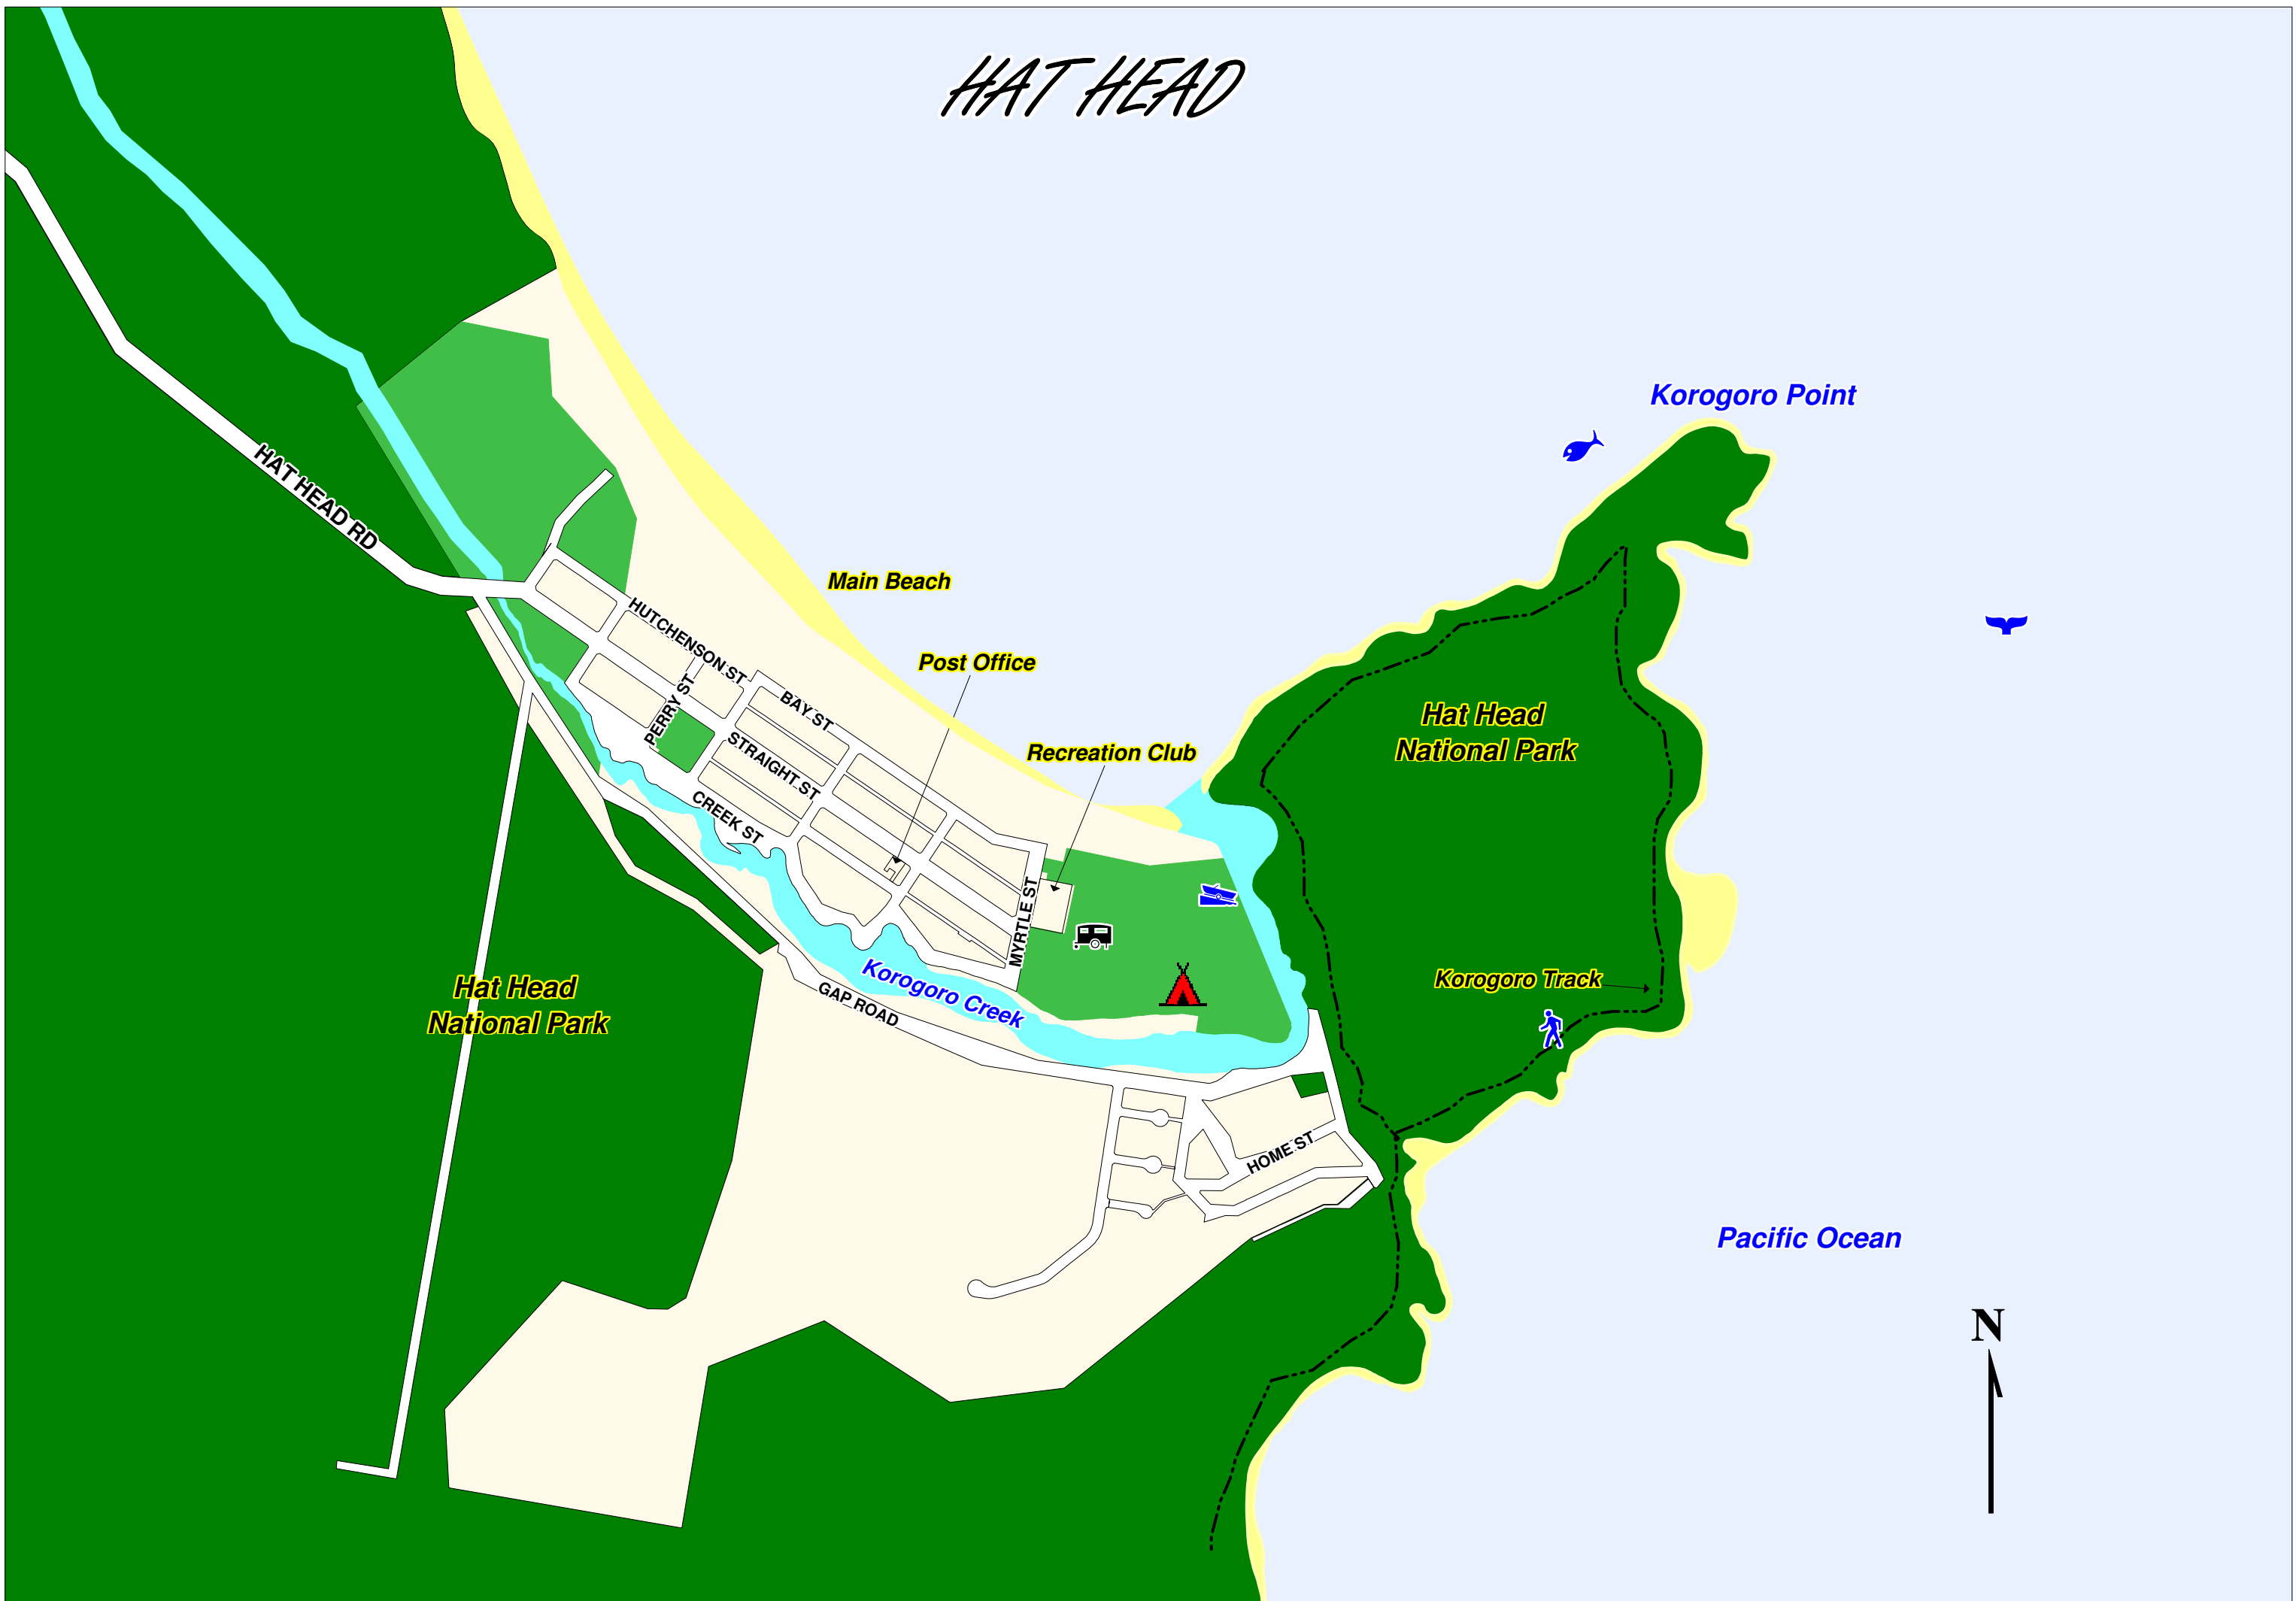 HAT HEAD
Korogoro Point
HAT HEAD RD
Main Beach
HUTCHENSON ST
Post Office
PERRY ST
BAY ST
Hat Head
National Park
STRAIGHT ST
Recreation Club
CREEK ST
MYRTLE ST
Korogoro Track
Hat Head
National Park
Korogoro Creek
GAP ROAD
HOME ST
Pacific Ocean
N